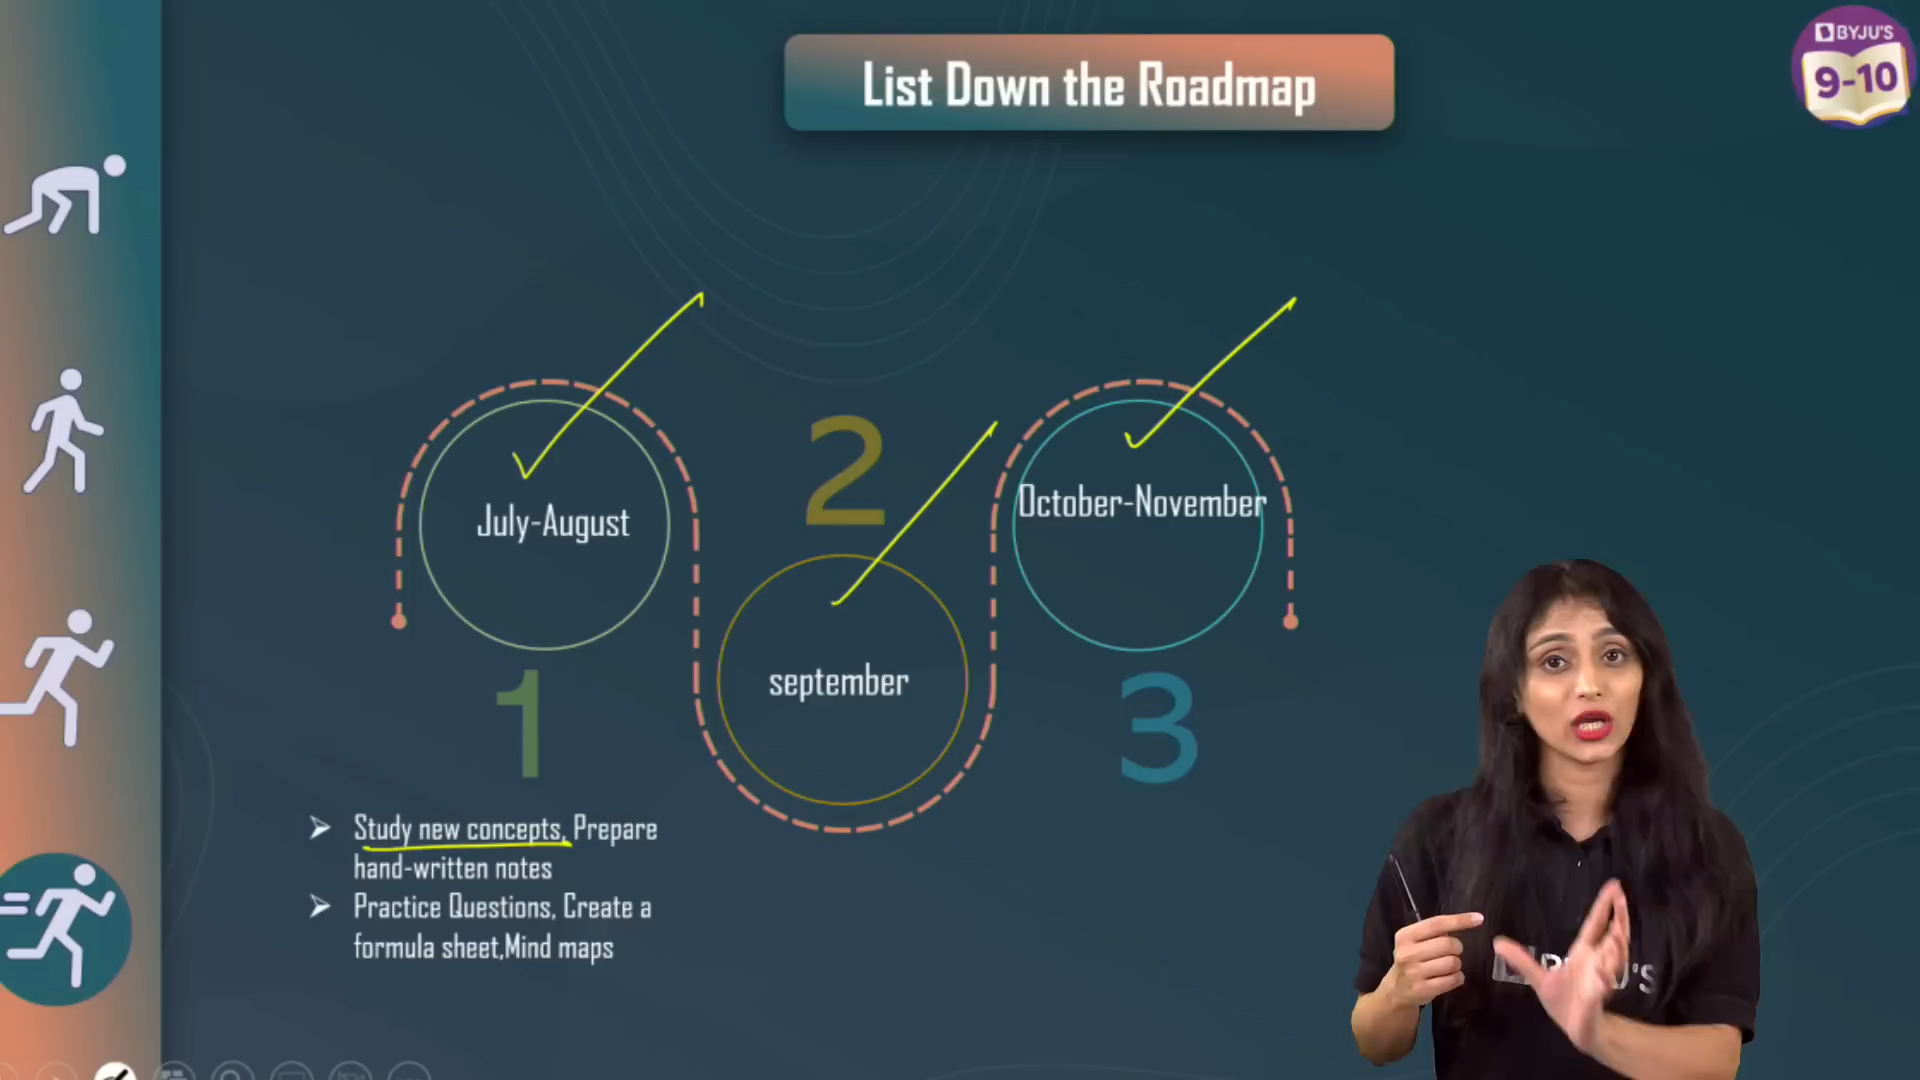 List Down the Roadmap
BYJU'S
9-10
2
July-August
October-November
september
1
3
➢ Study new concepts, Prepare
hand-written notes
➢ Practice Questions, Create a
formula sheet,Mind maps